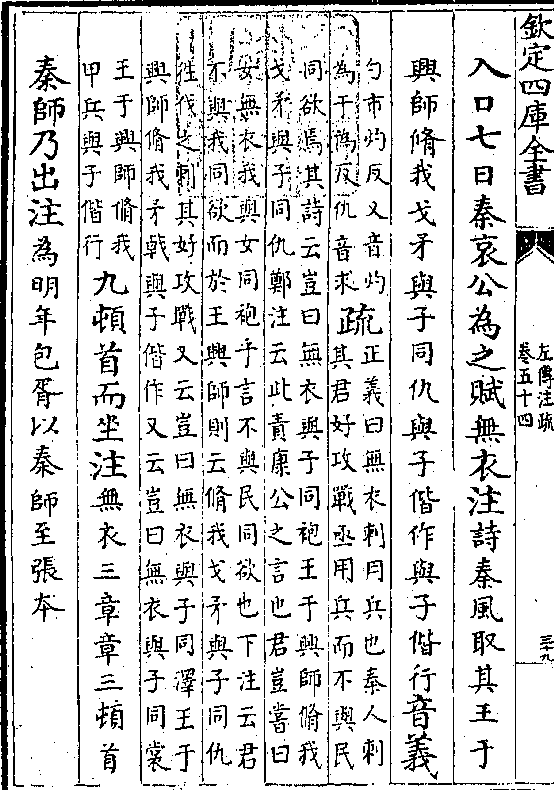 欽定四庫全書
左傳注疏
卷五十四
三九
入口七日秦哀公為之賦無衣注詩秦風取其王于
興師脩我戈矛與子同仇與子偕作與子偕行音義
勺市灼反又音灼
為于偽反仇音求
疏
正義曰無衣刺用兵也秦人刺
其君好攻戰亟用兵而不與民
同欲焉其詩云豈曰無衣與子同袍王于興師脩我
戈矛與子同仇鄭注云此責康公之言也君豈嘗曰
女無衣我與女同袍乎言不與民同欲也下注云君
不與我同欲而於王興師則云脩我戈矛與子同仇
往伐之刺其好攻戰又云豈曰無衣與子同澤王于
興師脩我矛戟與子偕作又云豈曰無衣與子同裳
王于興師脩我
甲兵與子偕行
九頓首而坐注無衣三章章三頓首
秦師乃出注為明年包胥以秦師至張本